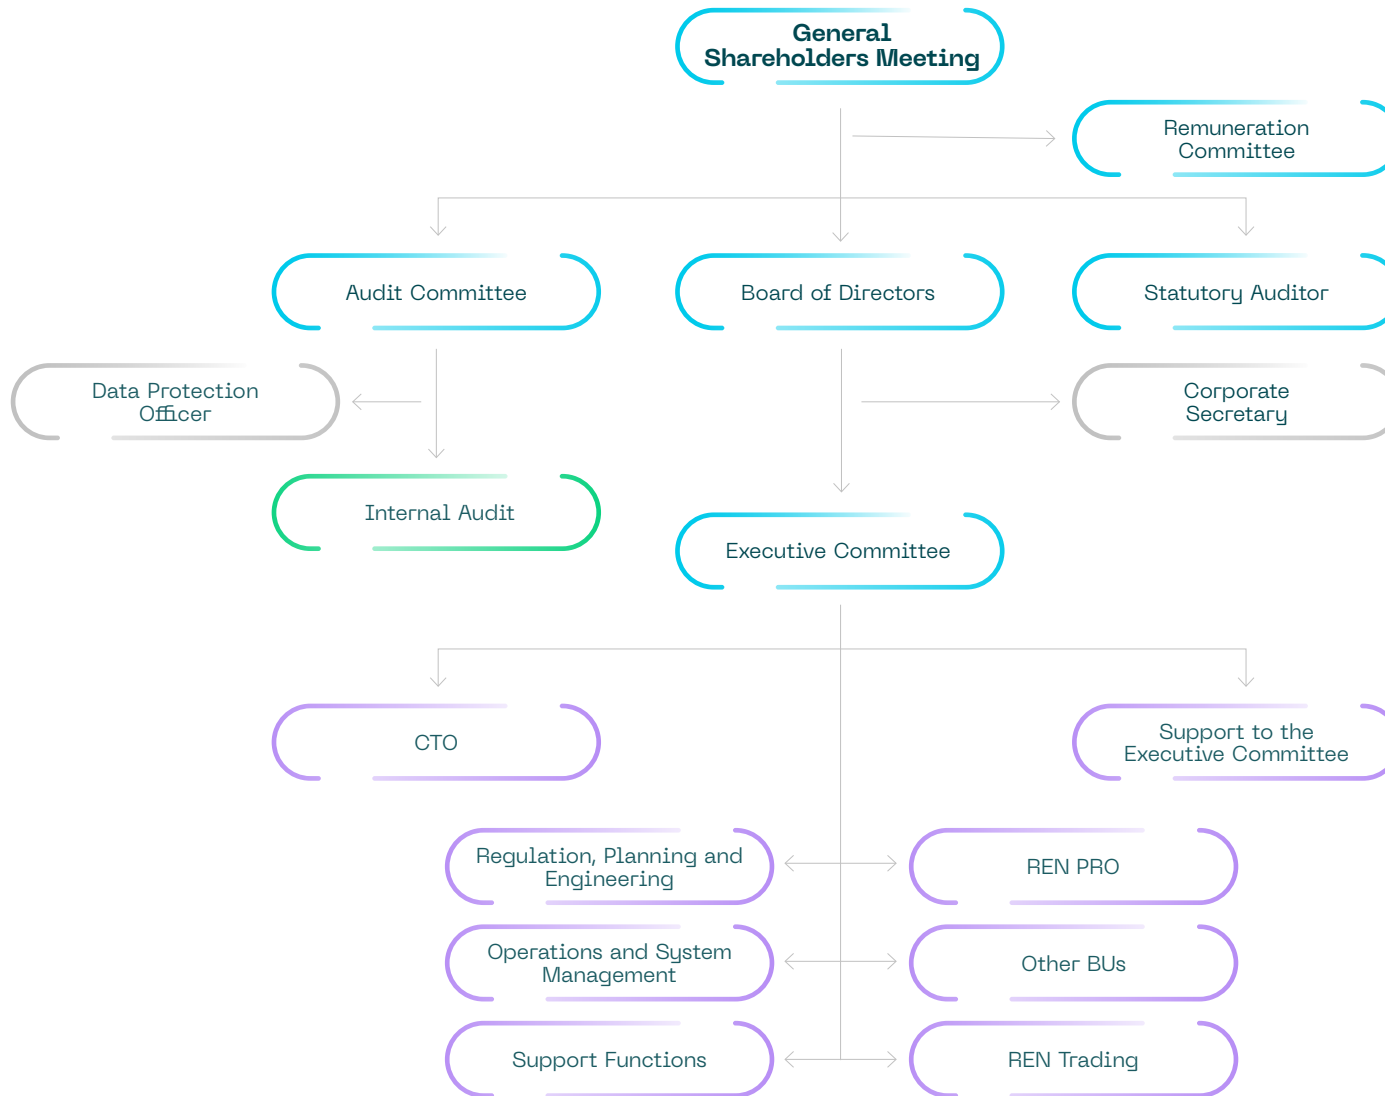 General
Shareholders Meeting
Remuneration
Committee
Audit Committee
Board of Directors
Statutory Auditor
Data Protection
Officer
Corporate
Secretary
Internal Audit
Executive Committee
CTO
Support to the
Executive Committee
Regulation, Planning and
Engineering
REN PRO
Operations and System
Management
Other BUs
Support Functions
REN Trading